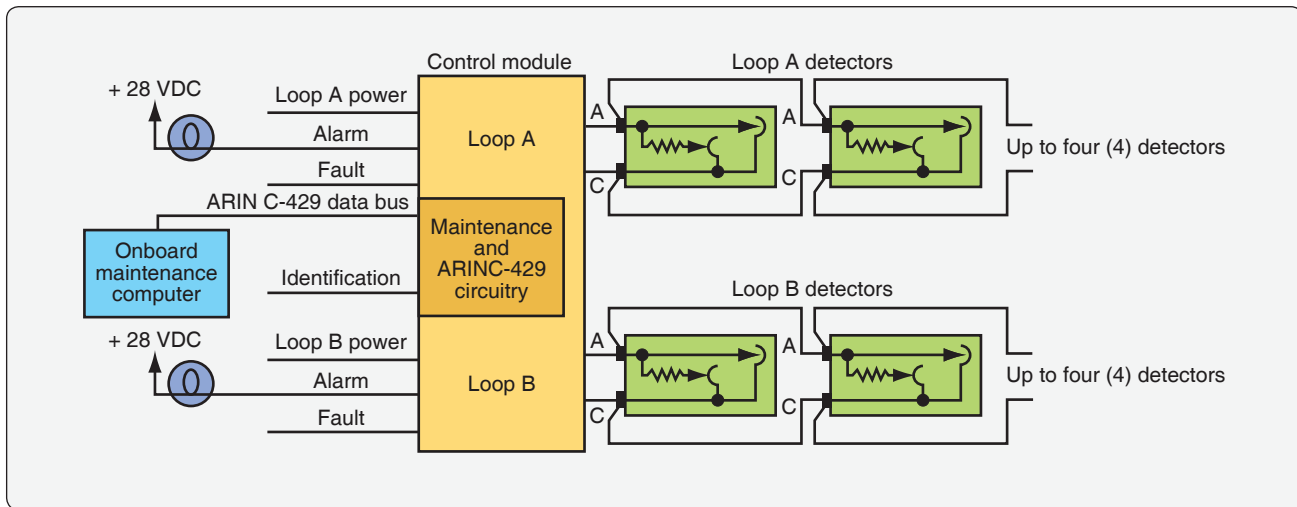 Control module
Loop A detectors
+ 28 VDC
Loop A power
Alarm
Fault
Loop A
A
C
A
C
Up to four (4) detectors
ARIN C-429 data bus
Onboard
maintenance
computer
Identification
Maintenance
and
ARINC-429
circuitry
Loop B detectors
+ 28 VDC
Loop B power
Alarm
Fault
Loop B
A
C
A
C
Up to four (4) detectors